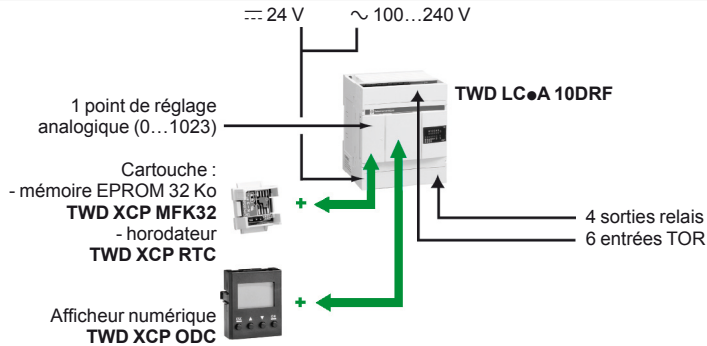 ⎓ 24 V
∿ 100…240 V
TWD LC●A 10DRF
1 point de réglage
analogique (0…1023)
Cartouche :
- mémoire EPROM 32 Ko
TWD XCP MFK32
- horodateur
TWD XCP RTC
+
4 sorties relais
6 entrées TOR
+
Afficheur numérique
TWD XCP ODC